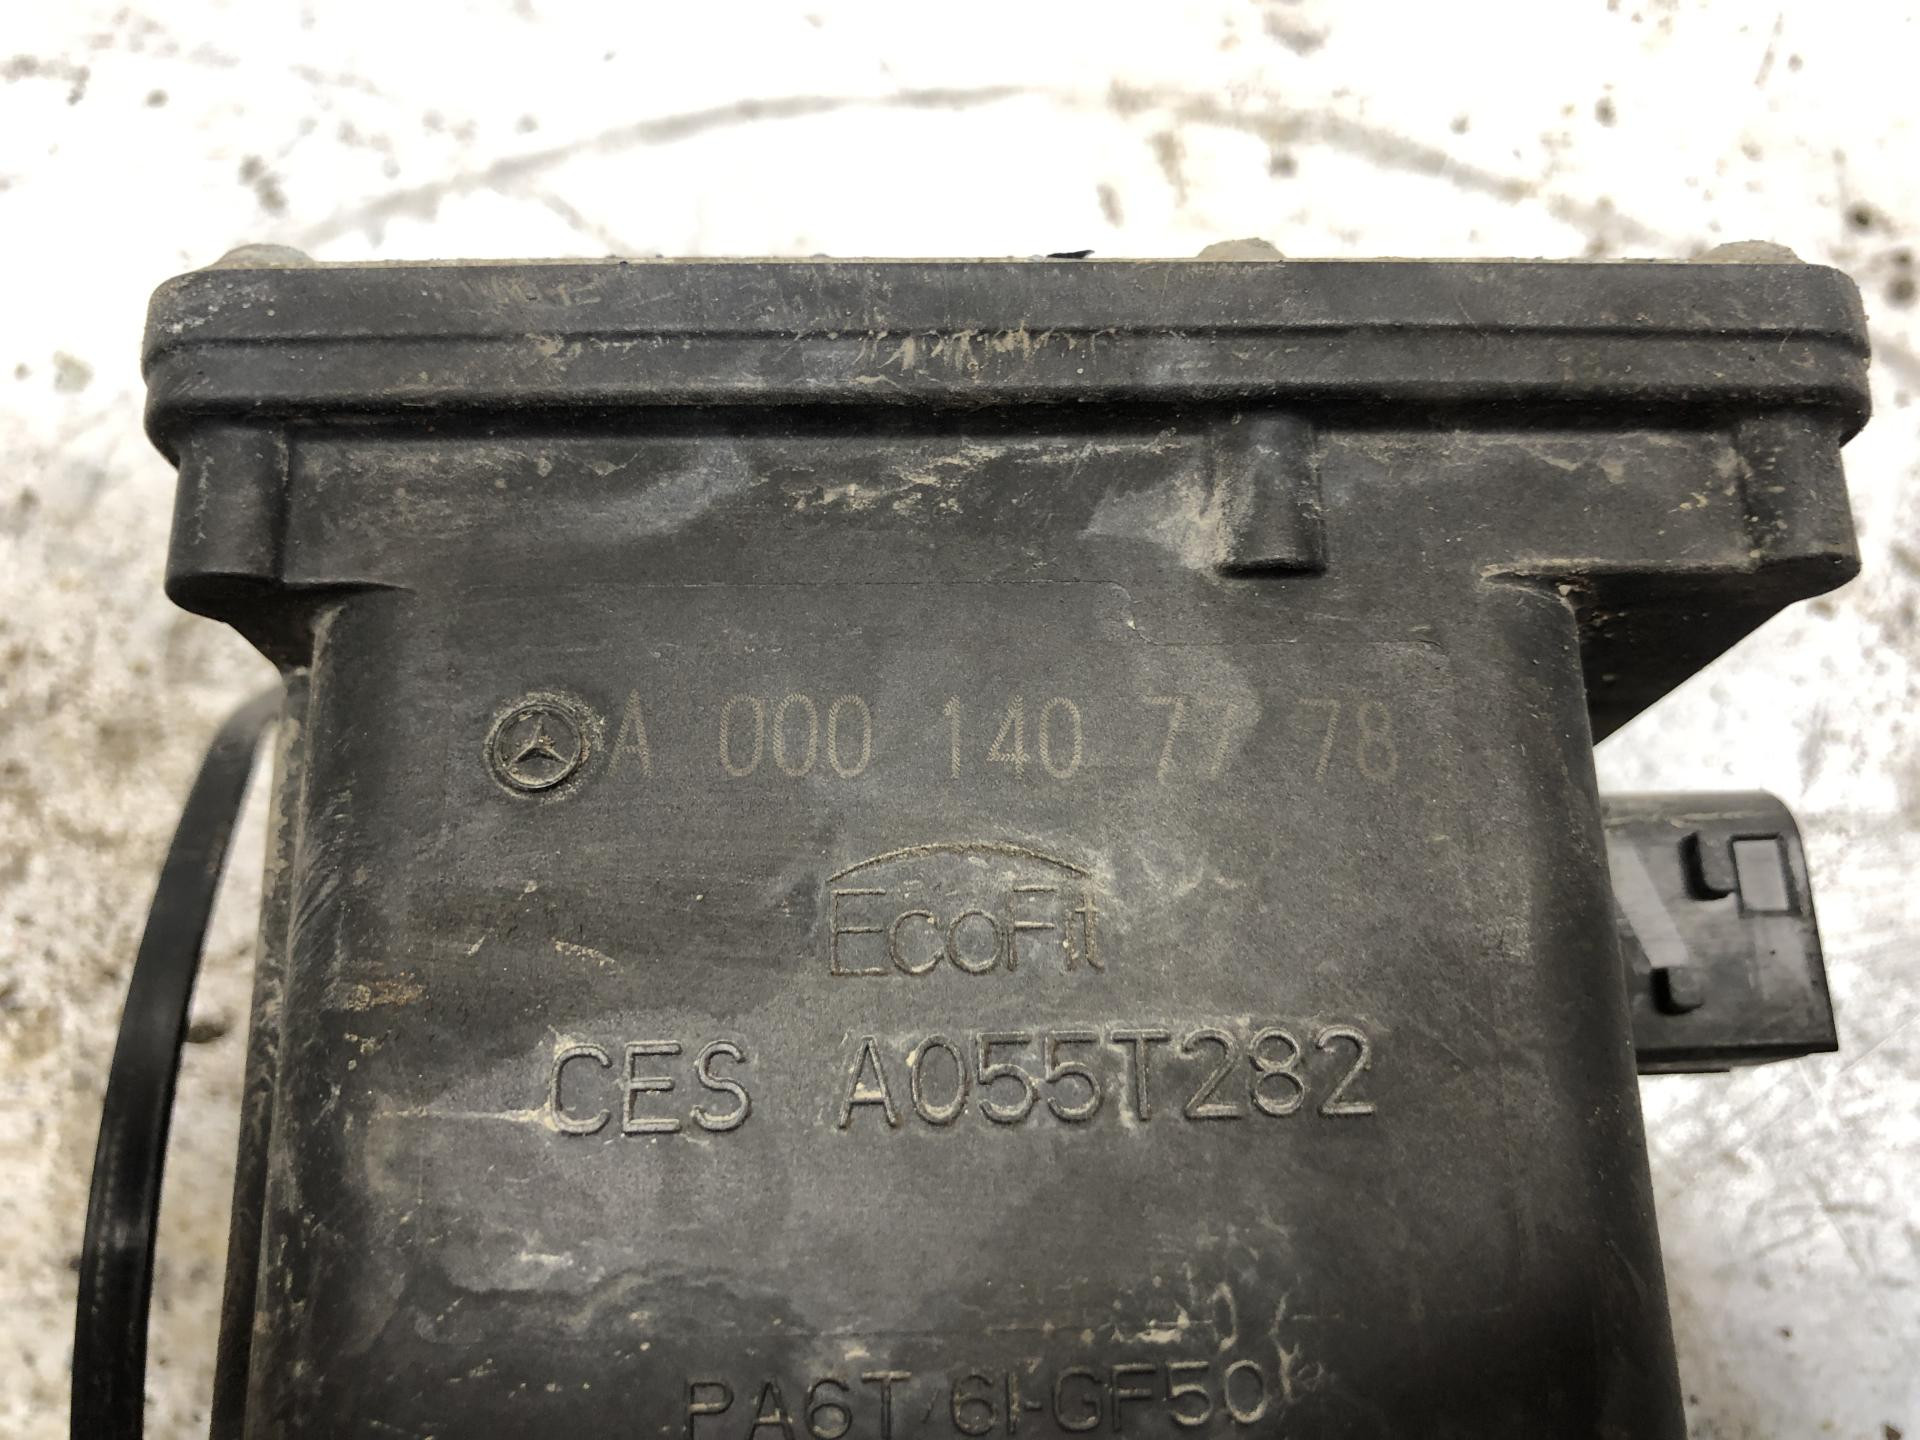 A 000 140 77 78
EcoFit
CES A055T282
PA6T/6I-GF50